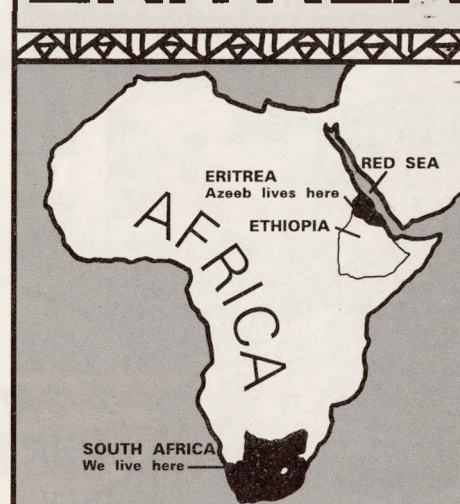 RED SEA
ERITREA
Azeeb lives here
ETHIOPIA
AFRICA
SOUTH AFRICA
We live here